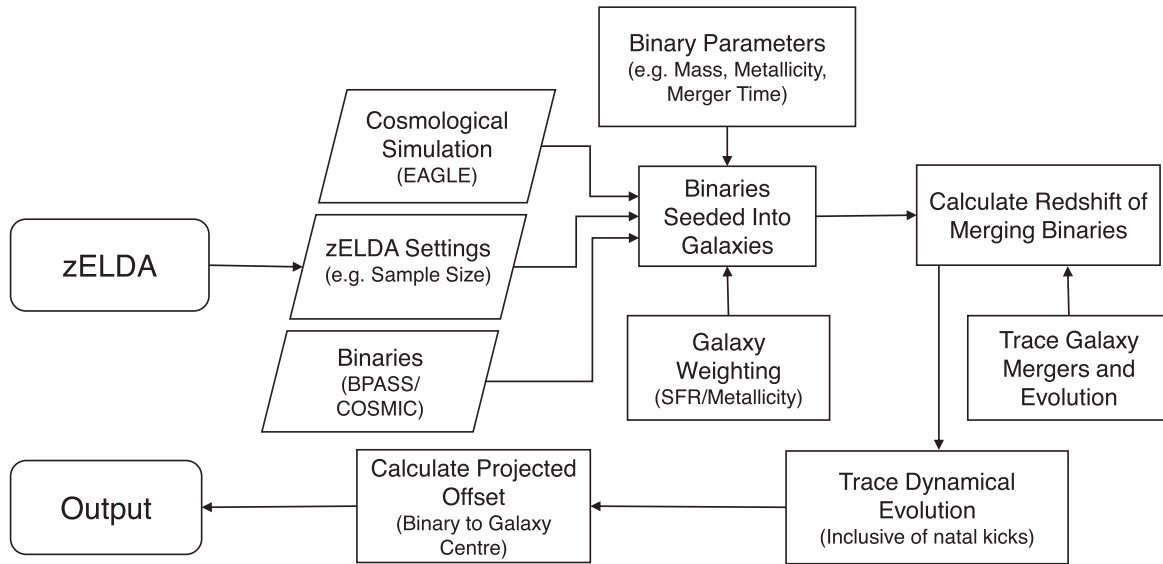 Binary Parameters
(e.g. Mass, Metallicity,
Merger Time)
Cosmological
Simulation
(EAGLE)
zELDA
zELDA Settings
(e.g. Sample Size)
Binaries
(BPASS/
COSMIC)
Binaries
Seeded Into
Galaxies
Calculate Redshift of
Merging Binaries
Galaxy
Weighting
(SFR/Metallicity)
Trace Galaxy
Mergers and
Evolution
Output
Calculate Projected
Offset
(Binary to Galaxy
Centre)
Trace Dynamical
Evolution
(Inclusive of natal kicks)